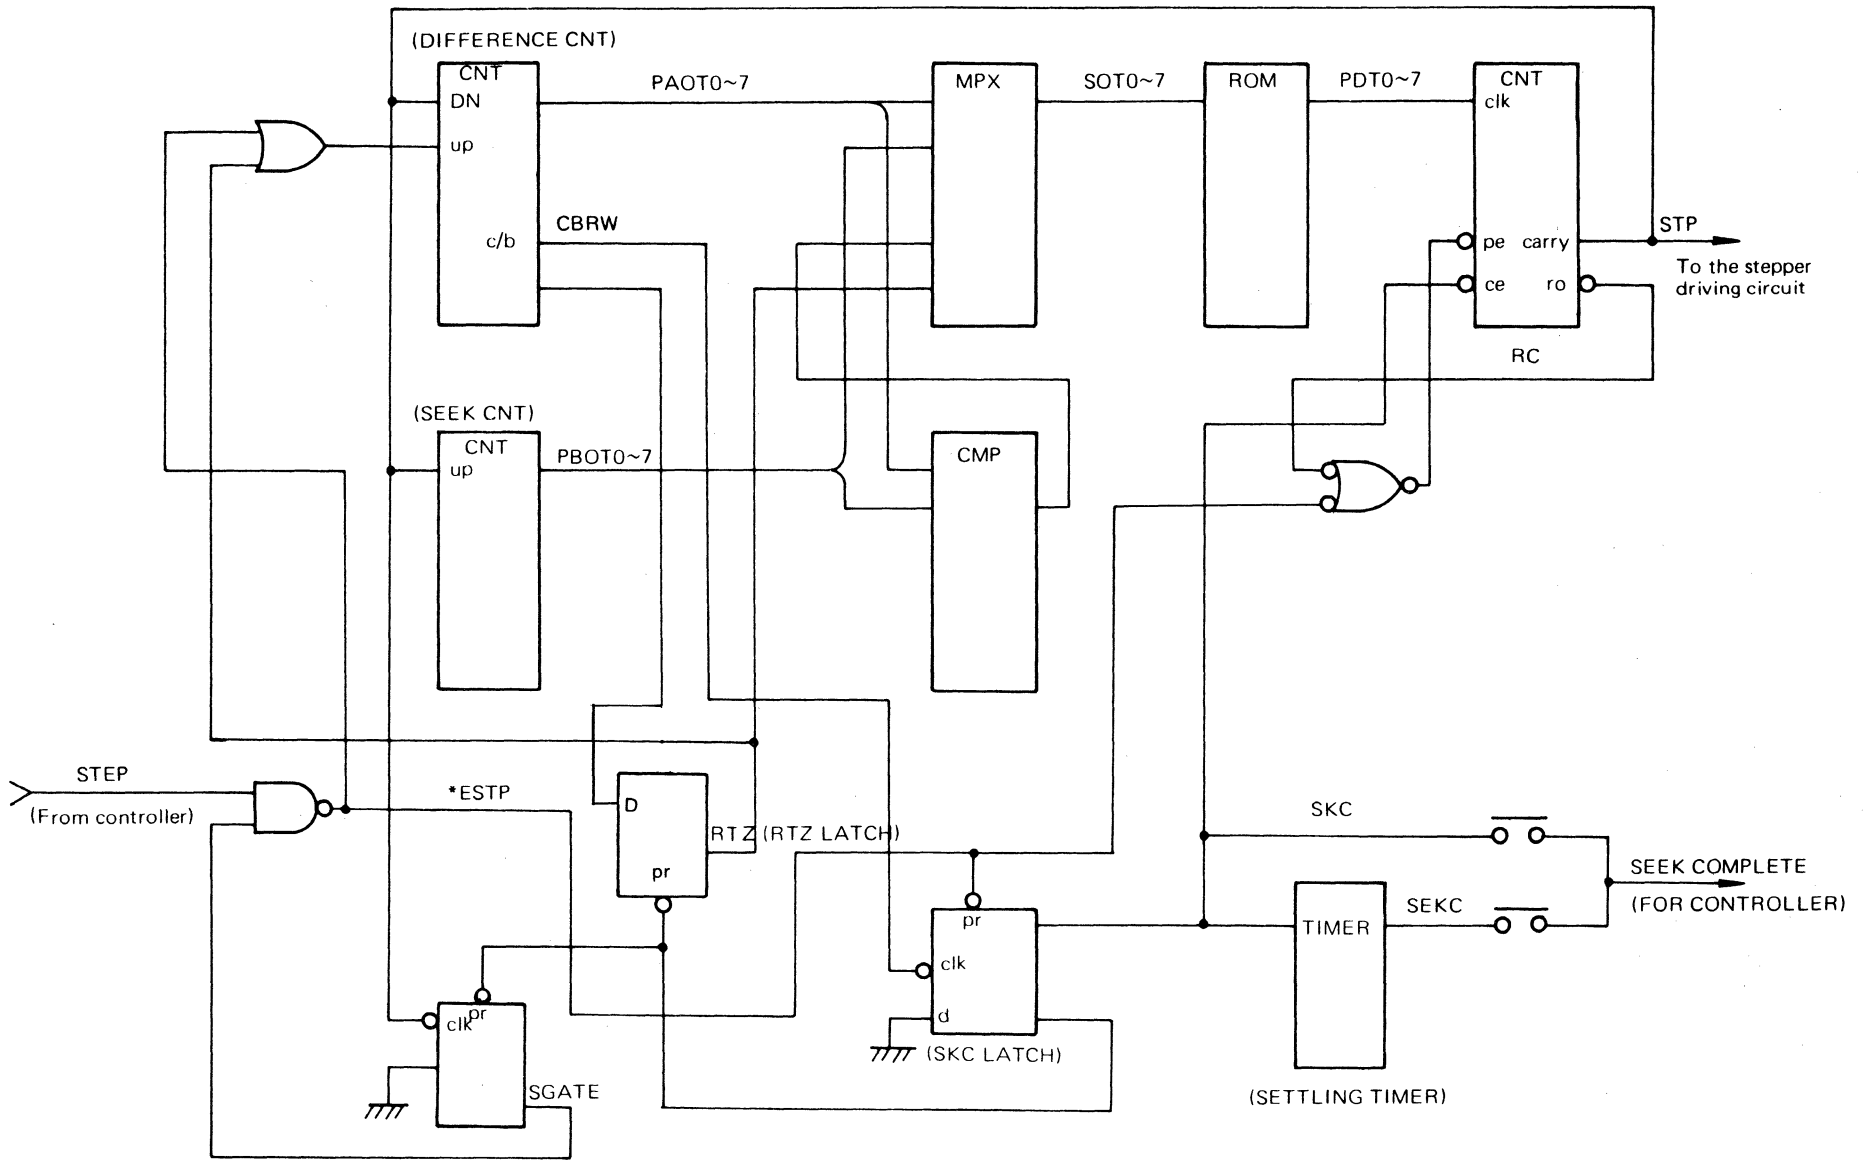 (DIFFERENCE CNT)
CNT
DN
up
c/b
PAOT0~7
CBRW
MPX
SOT0~7
ROM
PDT0~7
CNT
clk
pe carry
ce ro
STP
To the stepper
driving circuit
RC
(SEEK CNT)
CNT
up
PBOT0~7
CMP
STEP
(From controller)
*ESTP
D
pr
RTZ (RTZ LATCH)
pr
clk
d
(SKC LATCH)
pr
clk
SGATE
SKC
SEKC
TIMER
(SETTLING TIMER)
SEEK COMPLETE
(FOR CONTROLLER)